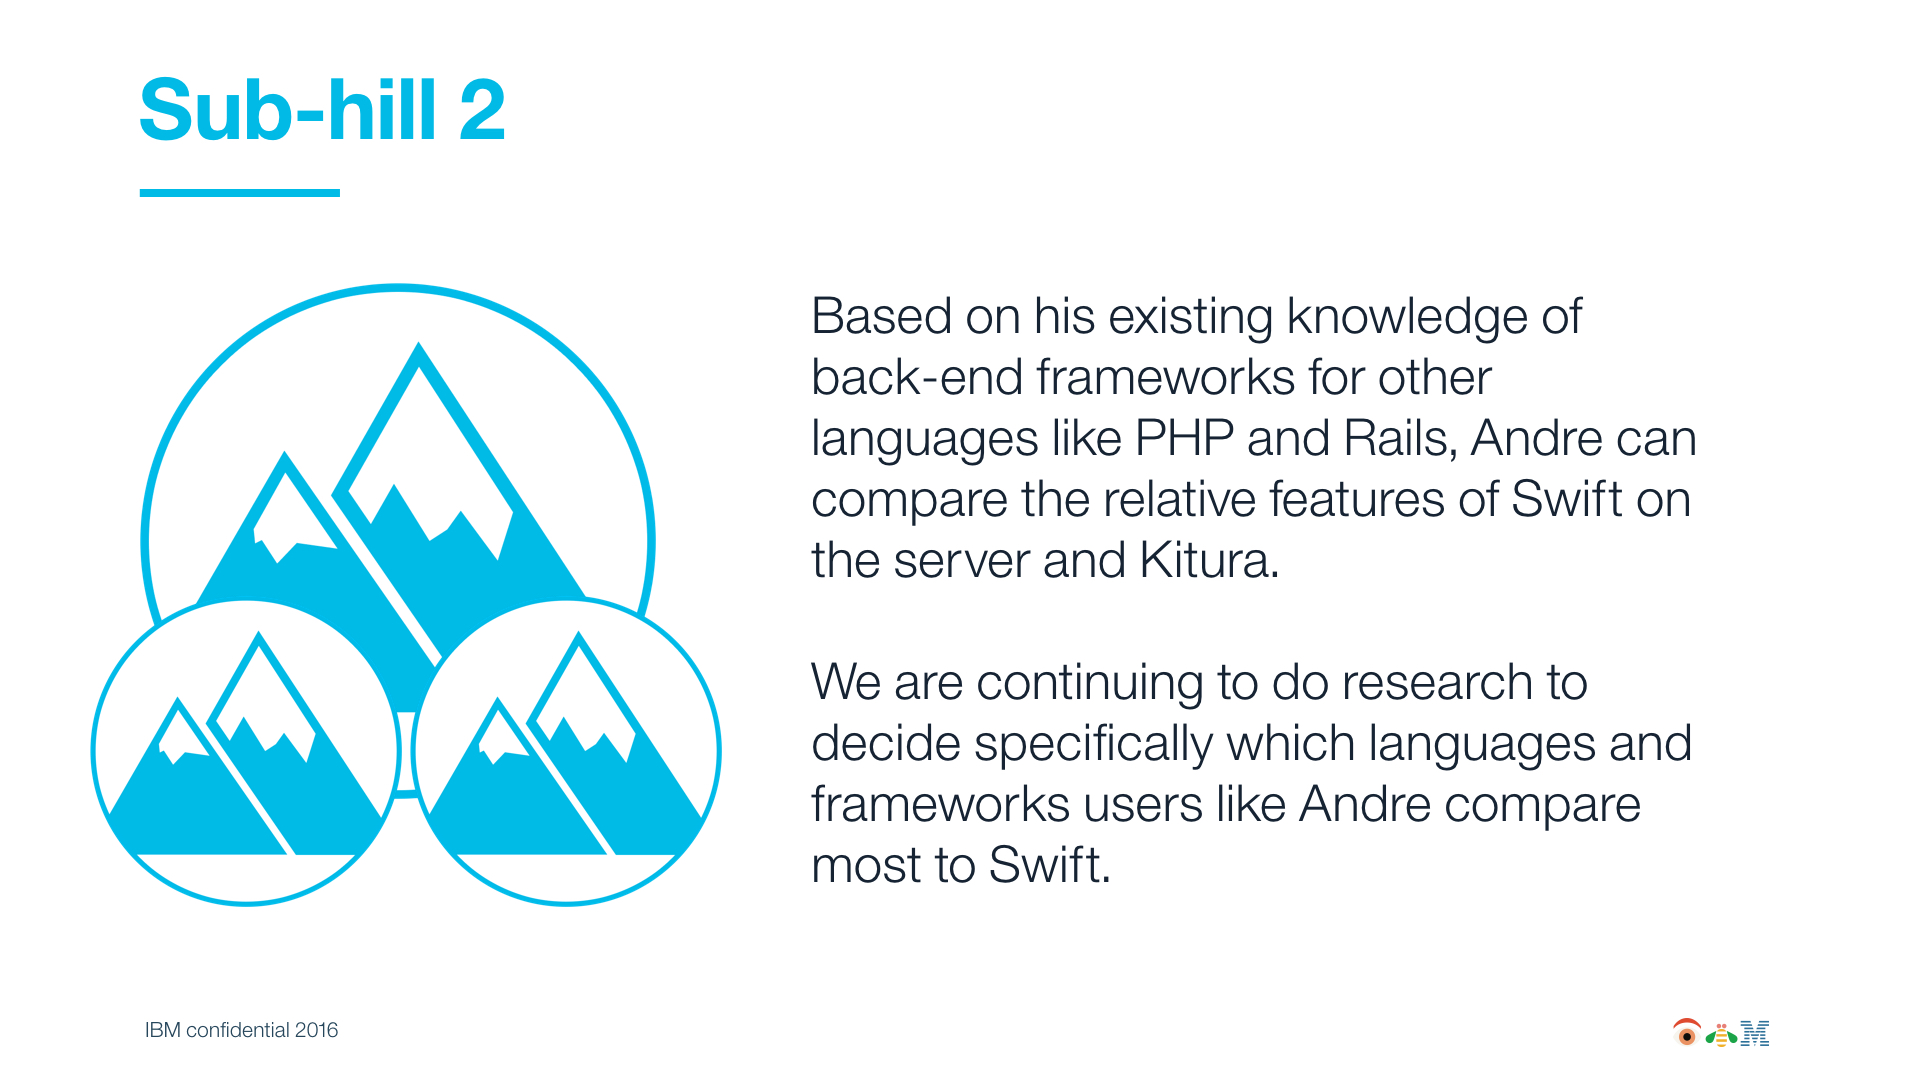 Sub-hill 2
Based on his existing knowledge of
back-end frameworks for other
languages like PHP and Rails, Andre can
compare the relative features of Swift on
the server and Kitura.
We are continuing to do research to
decide specifically which languages and
frameworks users like Andre compare
most to Swift.
IBM confidential 2016
M